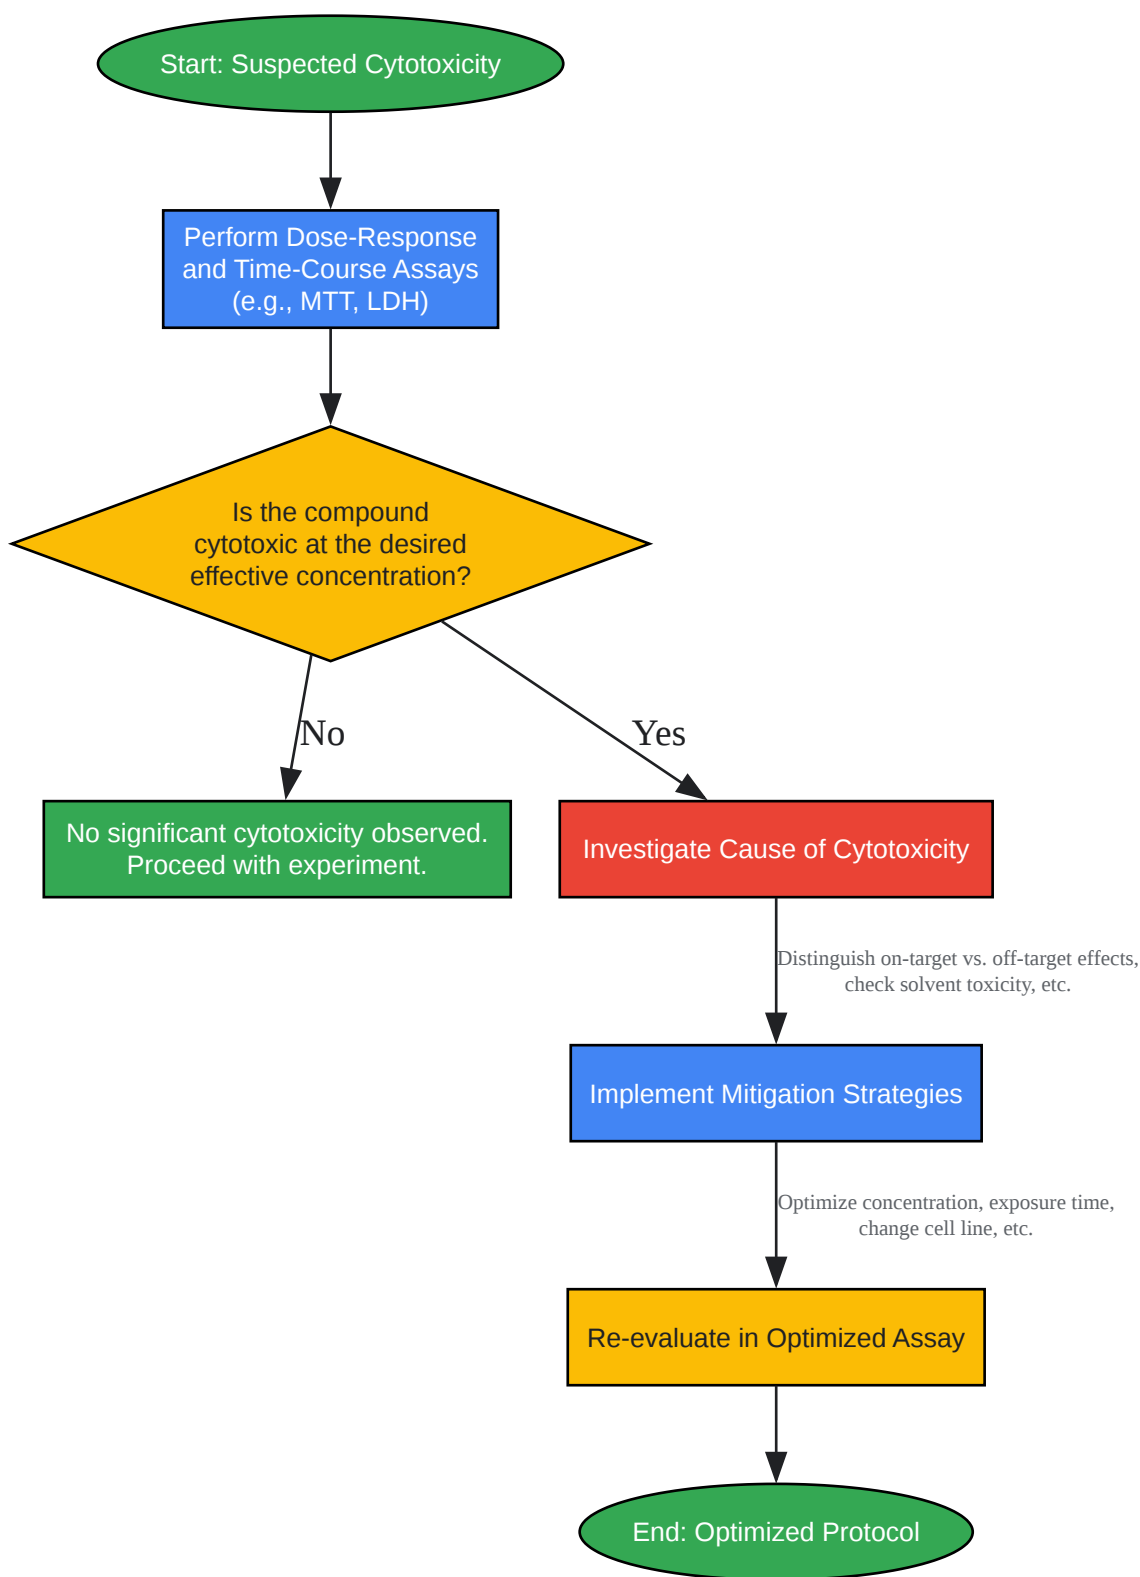 Start: Suspected Cytotoxicity
Perform Dose-Response
and Time-Course Assays
(e.g., MTT, LDH)
Is the compound
cytotoxic at the desired
effective concentration?
No
Yes
No significant cytotoxicity observed.
Proceed with experiment.
Investigate Cause of Cytotoxicity
Distinguish on-target vs. off-target effects,
check solvent toxicity, etc.
Implement Mitigation Strategies
Optimize concentration, exposure time,
change cell line, etc.
Re-evaluate in Optimized Assay
End: Optimized Protocol